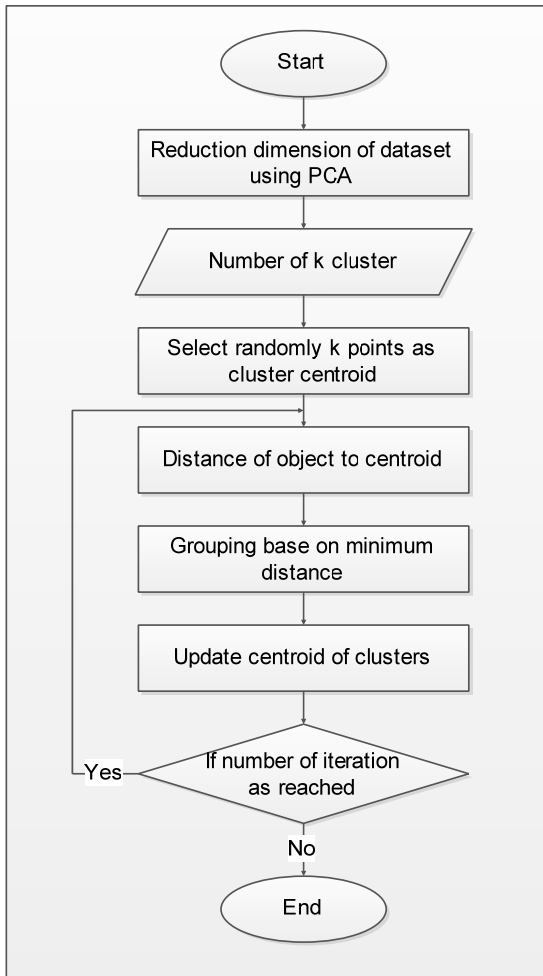 Start
Reduction dimension of dataset
using PCA
Number of k cluster
Select randomly k points as
cluster centroid
Distance of object to centroid
Grouping base on minimum
distance
Update centroid of clusters
If number of iteration
as reached
Yes
No
End